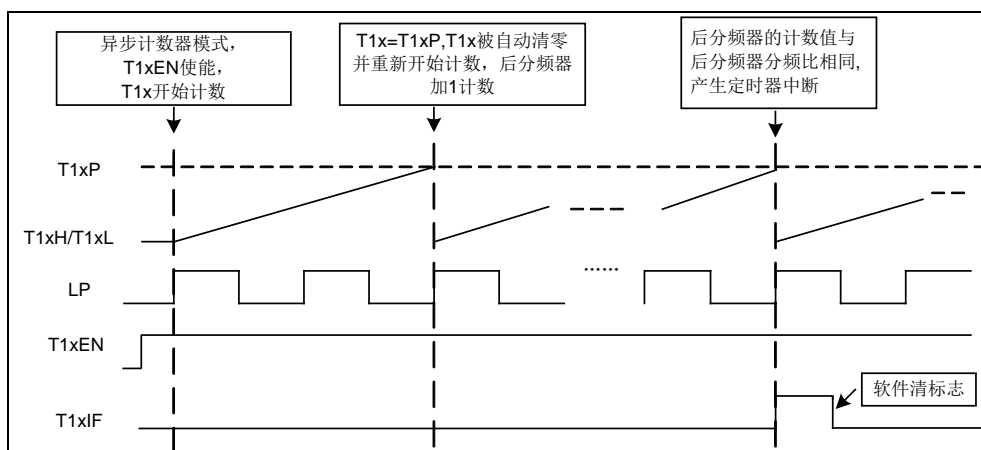 异步计数器模式，
T1xEN使能，
T1x开始计数
T1x=T1xP,T1x被自动清零
并重新开始计数，后分频器
加1计数
后分频器的计数值与
后分频器分频比相同,
产生定时器中断
T1xP
T1xH/T1xL
LP
......
T1xEN
软件清标志
T1xIF